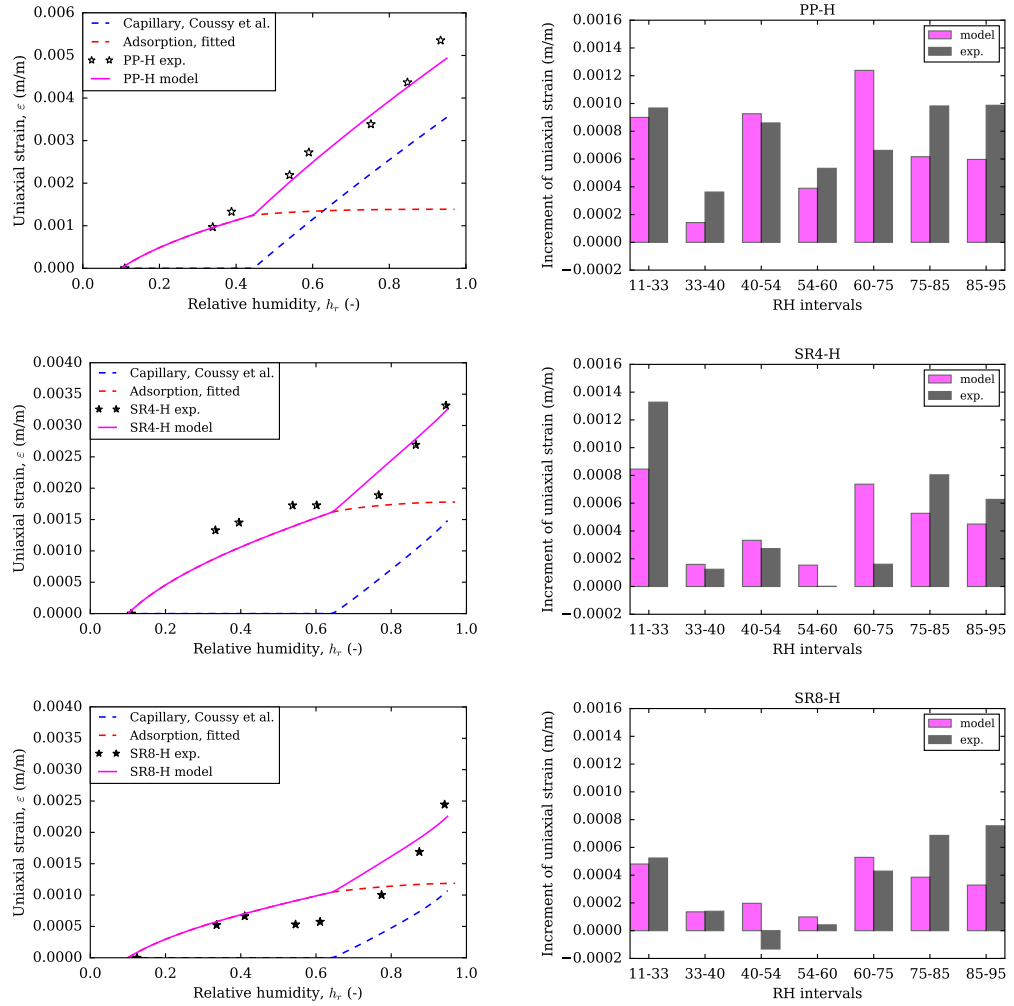 Capillary, Coussy et al.
Adsorption, fitted
PP-H exp.
PP-H model
0.006
0.005
0.004
0.003
0.002
0.001
0.000
0.0 0.2 0.4 0.6 0.8 1.0
Uniaxial strain, ε (m/m)
Relative humidity, hᵣ (-)
PP-H
model
exp.
0.0016
0.0014
0.0012
0.0010
0.0008
0.0006
0.0004
0.0002
0.0000
−0.0002
11-33 33-40 40-54 54-60 60-75 75-85 85-95
Increment of uniaxial strain (m/m)
RH intervals
Capillary, Coussy et al.
Adsorption, fitted
SR4-H exp.
SR4-H model
0.0040
0.0035
0.0030
0.0025
0.0020
0.0015
0.0010
0.0005
0.0000
0.0 0.2 0.4 0.6 0.8 1.0
Uniaxial strain, ε (m/m)
Relative humidity, hᵣ (-)
SR4-H
model
exp.
0.0016
0.0014
0.0012
0.0010
0.0008
0.0006
0.0004
0.0002
0.0000
−0.0002
11-33 33-40 40-54 54-60 60-75 75-85 85-95
Increment of uniaxial strain (m/m)
RH intervals
Capillary, Coussy et al.
Adsorption, fitted
SR8-H exp.
SR8-H model
0.0040
0.0035
0.0030
0.0025
0.0020
0.0015
0.0010
0.0005
0.0000
0.0 0.2 0.4 0.6 0.8 1.0
Uniaxial strain, ε (m/m)
Relative humidity, hᵣ (-)
SR8-H
model
exp.
0.0016
0.0014
0.0012
0.0010
0.0008
0.0006
0.0004
0.0002
0.0000
−0.0002
11-33 33-40 40-54 54-60 60-75 75-85 85-95
Increment of uniaxial strain (m/m)
RH intervals